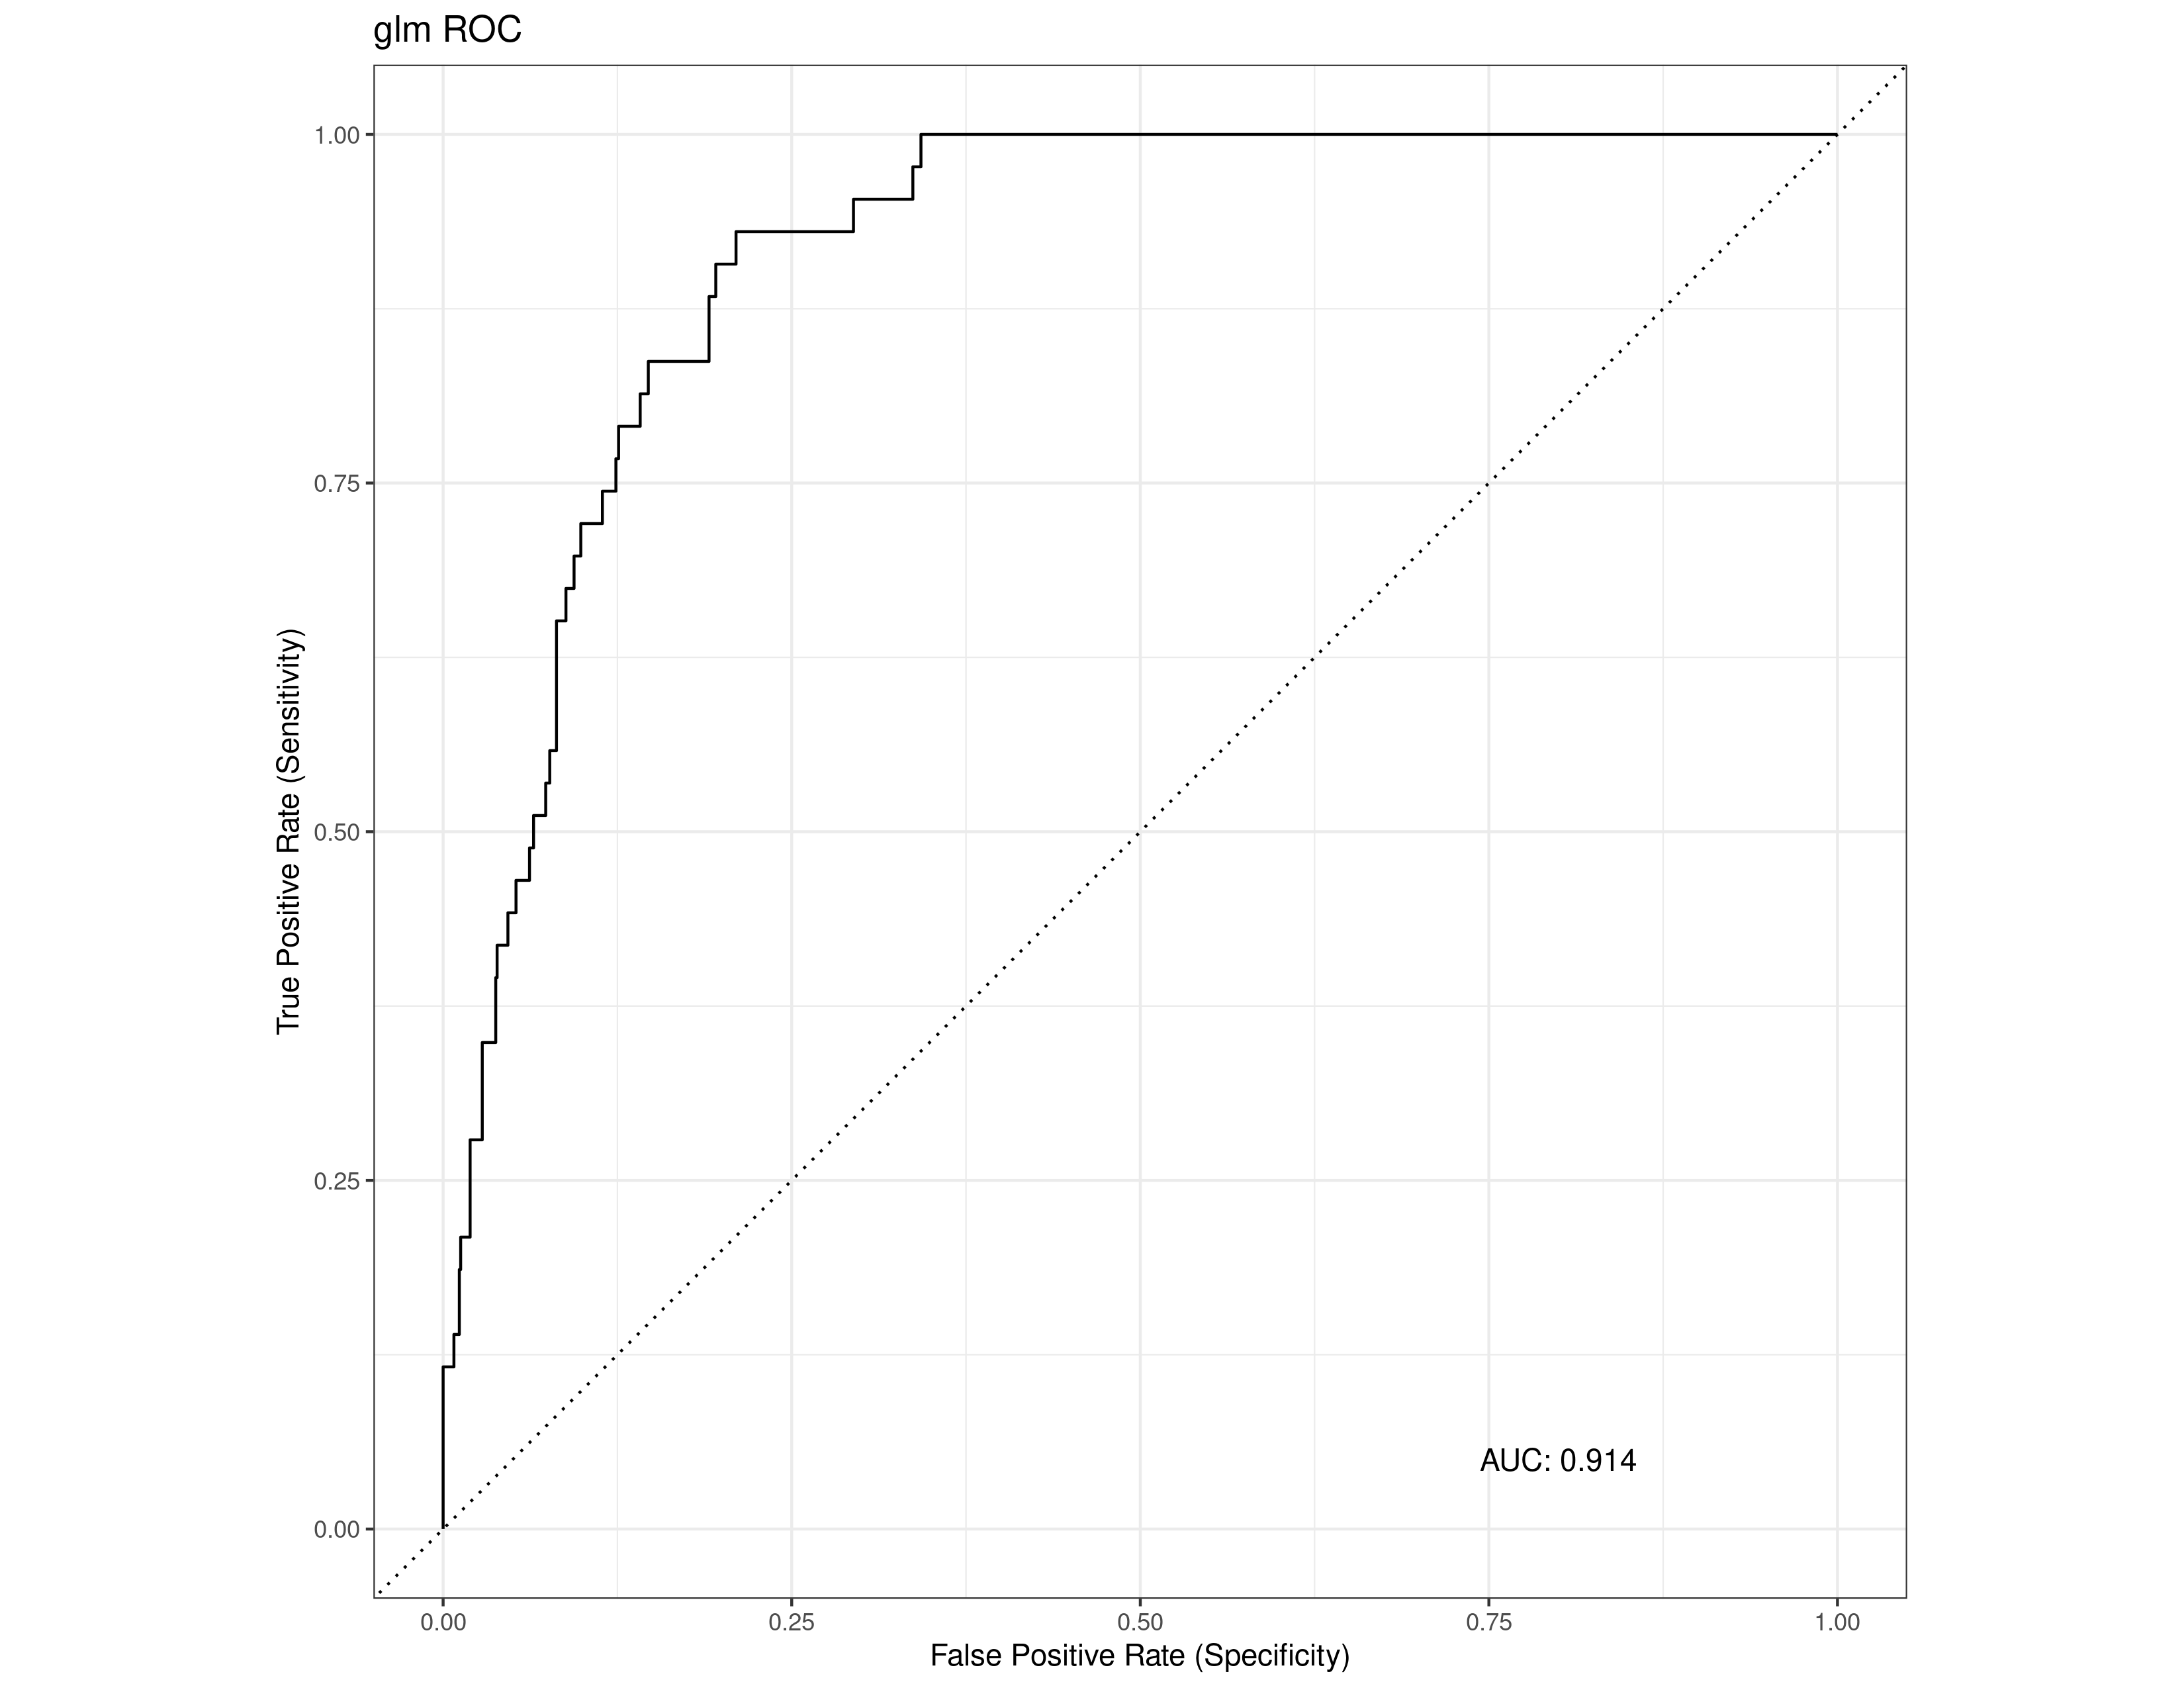 glm ROC
True Positive Rate (Sensitivity)
1.00
0.75
0.50
0.25
0.00
AUC: 0.914
0.00 0.25 0.50 0.75 1.00
False Positive Rate (Specificity)